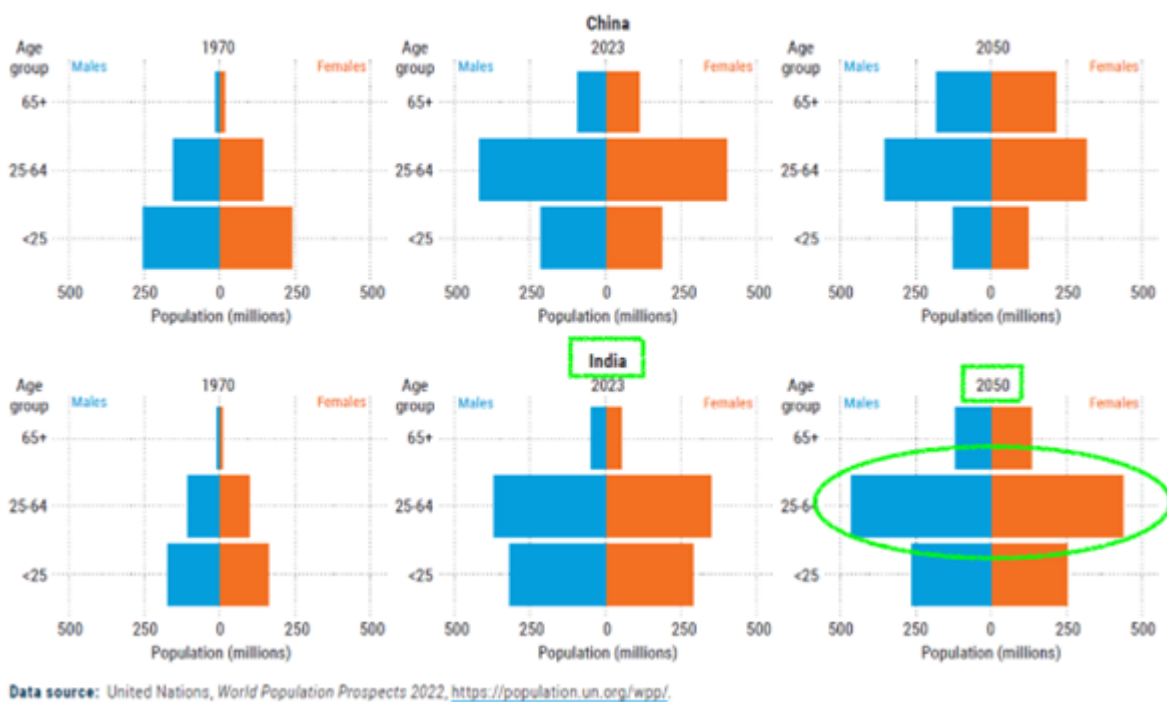 China
Age group 1970 Males Females
65+
25-64
<25
500 250 0 250 500
Population (millions)
Age group 2023 Males Females
65+
25-64
<25
500 250 0 250 500
Population (millions)
Age group 2050 Males Females
65+
25-64
<25
500 250 0 250 500
Population (millions)
India
Age group 1970 Males Females
65+
25-64
<25
500 250 0 250 500
Population (millions)
Age group 2023 Males Females
65+
25-64
<25
500 250 0 250 500
Population (millions)
Age group 2050 Males Females
65+
25-64
<25
500 250 0 250 500
Population (millions)
Data source: United Nations, World Population Prospects 2022, https://population.un.org/wpp/.